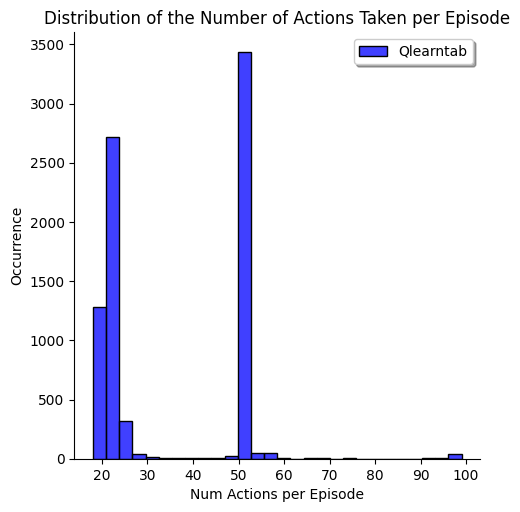 Distribution of the Number of Actions Taken per Episode
Qlearntab
3500
3000
2500
2000
1500
1000
500
0
Occurrence
20 30 40 50 60 70 80 90 100
Num Actions per Episode